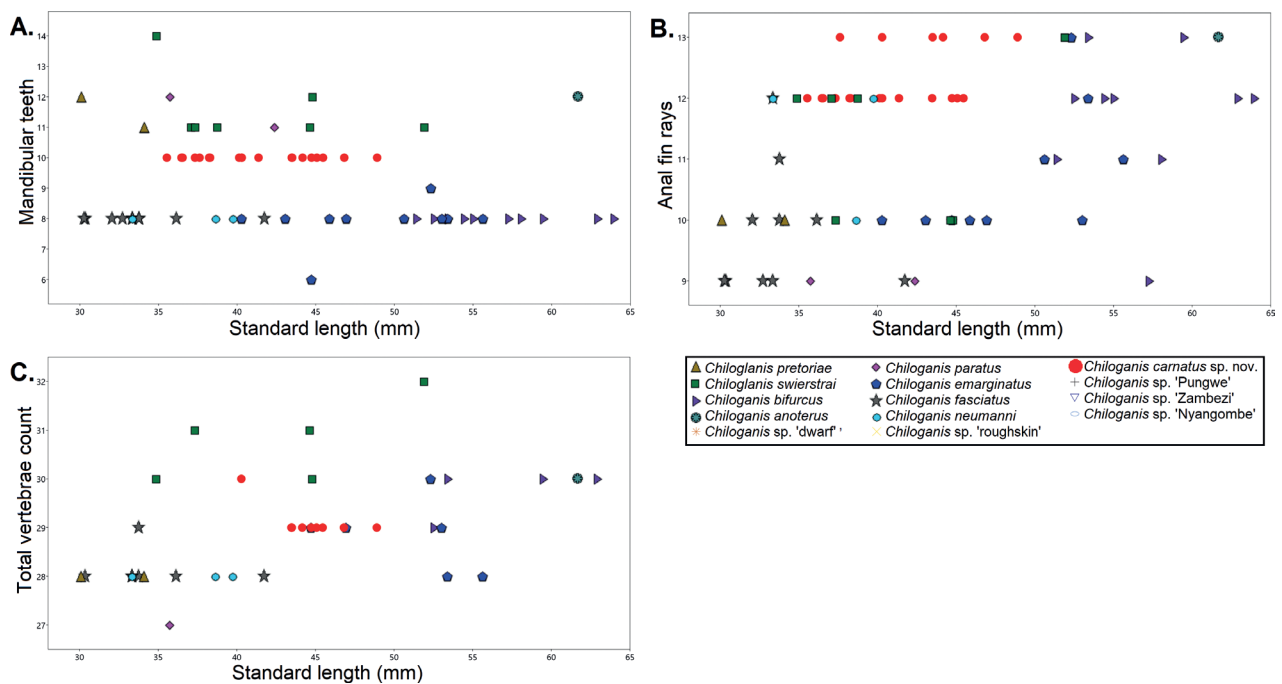 A.
Mandibular teeth
14
13
12
11
10
9
8
7
6
30 35 40 45 50 55 60 65
Standard length (mm)
B.
Anal fin rays
13
12
11
10
9
30 35 40 45 50 55 60 65
Standard length (mm)
C.
Total vertebrae count
32
31
30
29
28
27
30 35 40 45 50 55 60 65
Standard length (mm)
Chiloglanis pretoriae
Chiloglanis swierstrai
Chiloganis bifurcus
Chiloganis anoterus
Chiloganis sp. 'dwarf' '
Chiloganis paratus
Chiloganis emarginatus
Chiloganis fasciatus
Chiloganis neumanni
Chiloganis sp. 'roughskin'
Chiloganis carnatus sp. nov.
Chiloganis sp. 'Pungwe'
Chiloganis sp. 'Zambezi'
Chiloganis sp. 'Nyangombe'